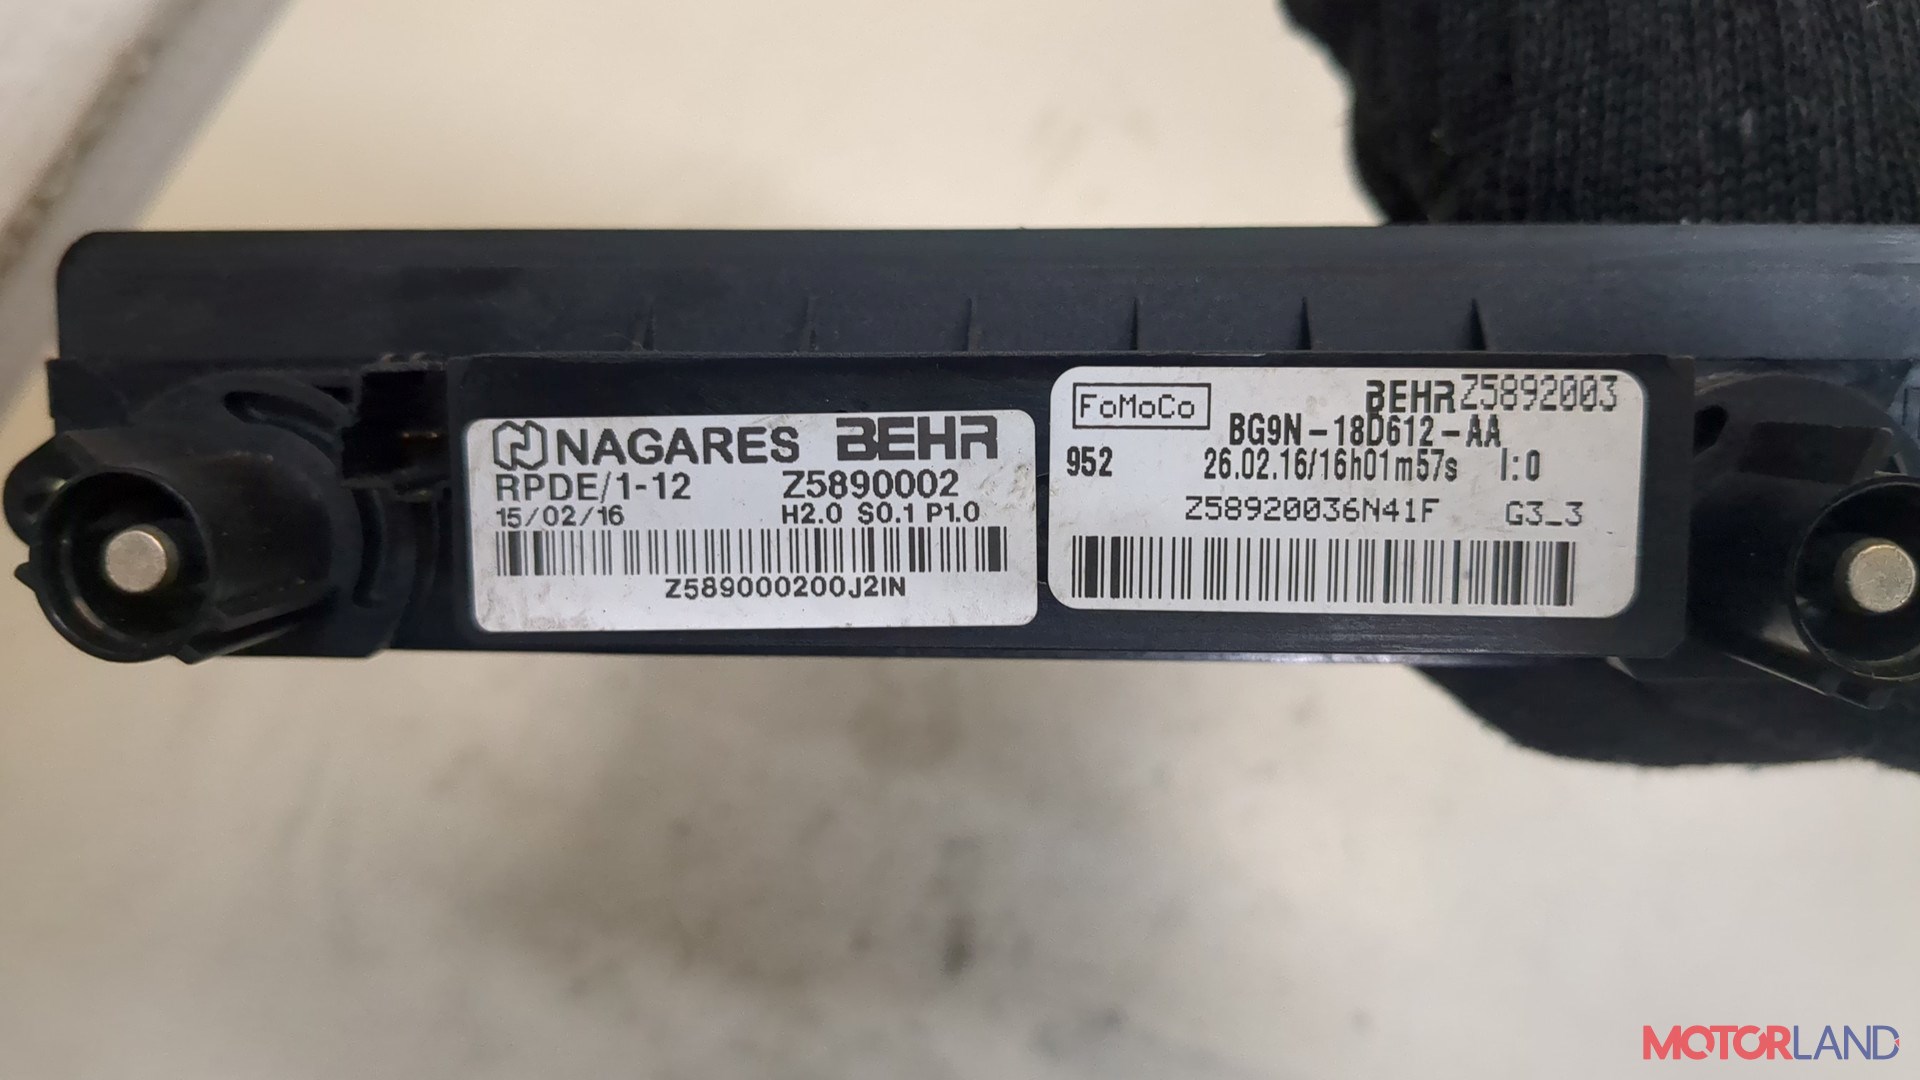 NAGARES BEHR
RPDE/1-12 Z5890002
15/02/16 H2.0 S0.1 P1.0
Z589000200J2IN
FoMoCo BEHR Z5892003
BG9N-18D612-AA
952 26.02.16/16h01m57s I:0
Z58920036N41F G3_3
MOTORLAND